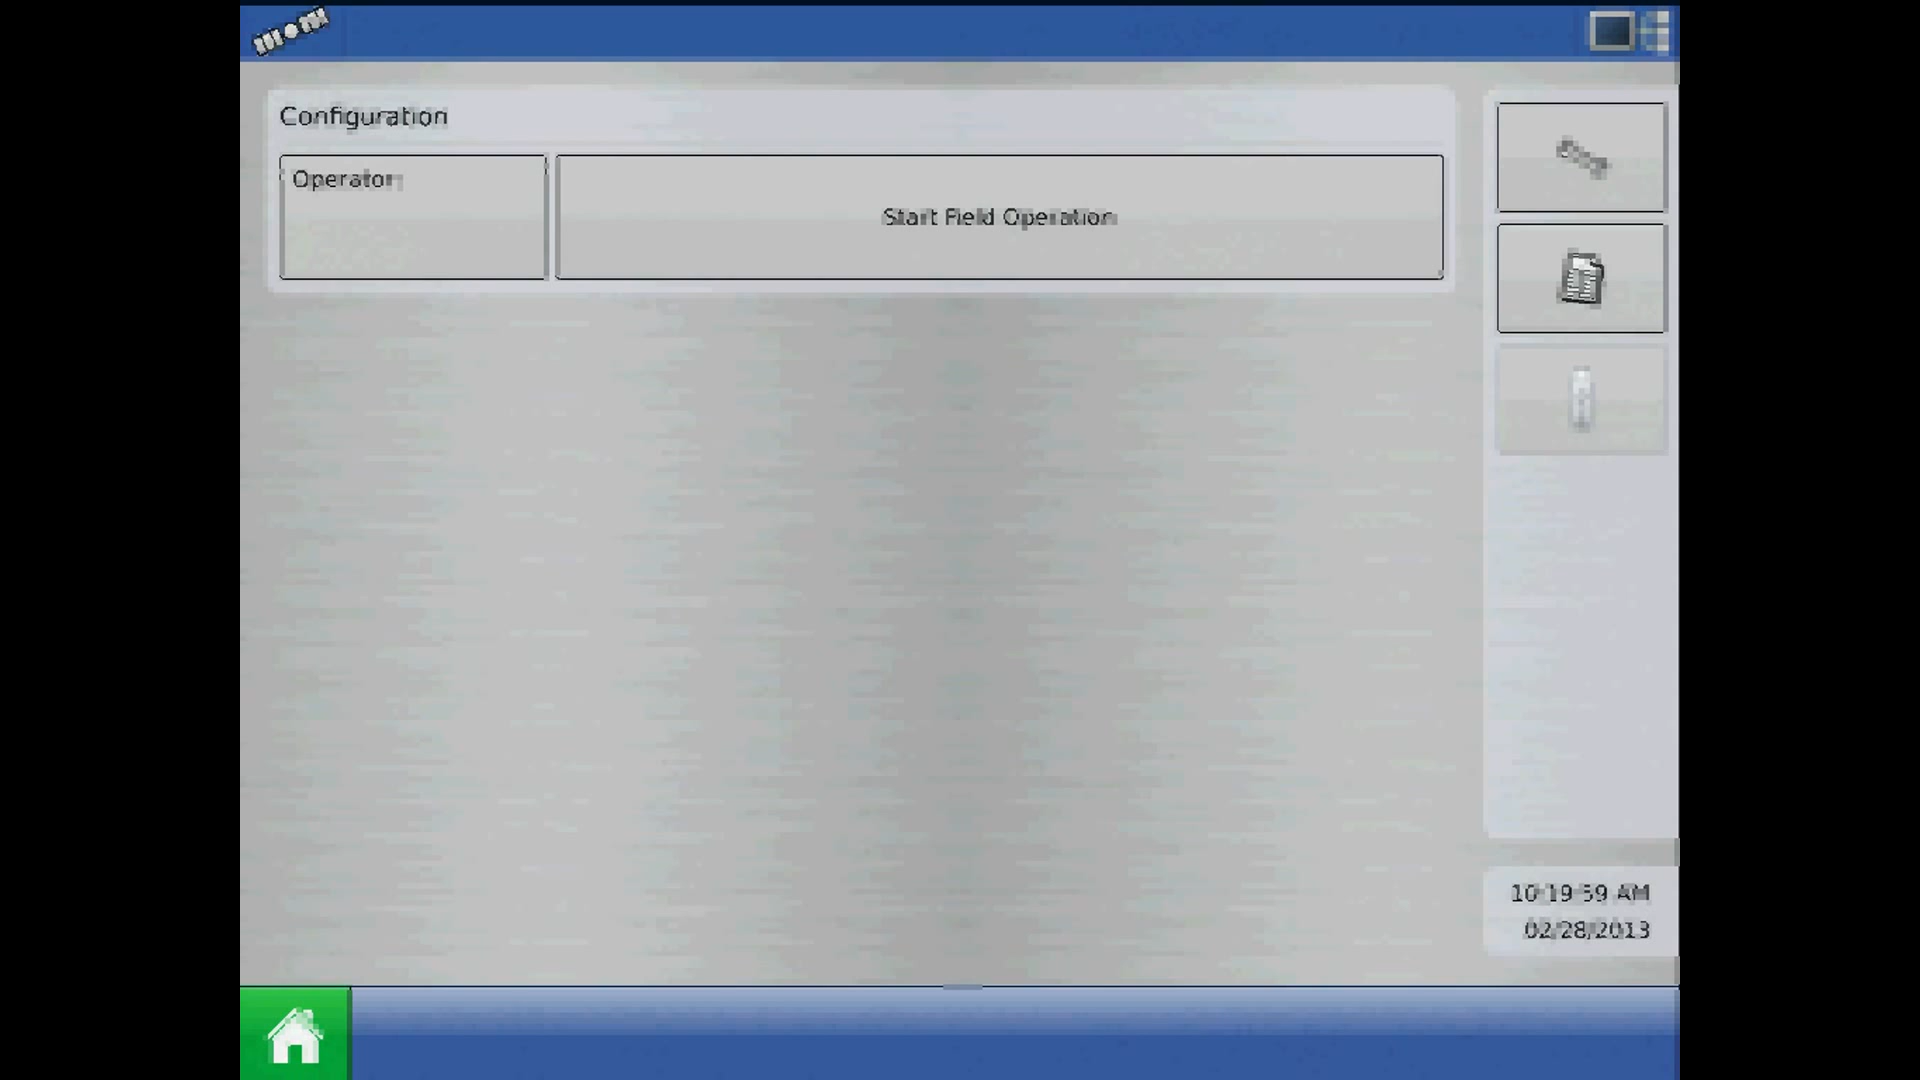 Configuration
Operator
Start Field Operation
10:19:59 AM
02/28/2013